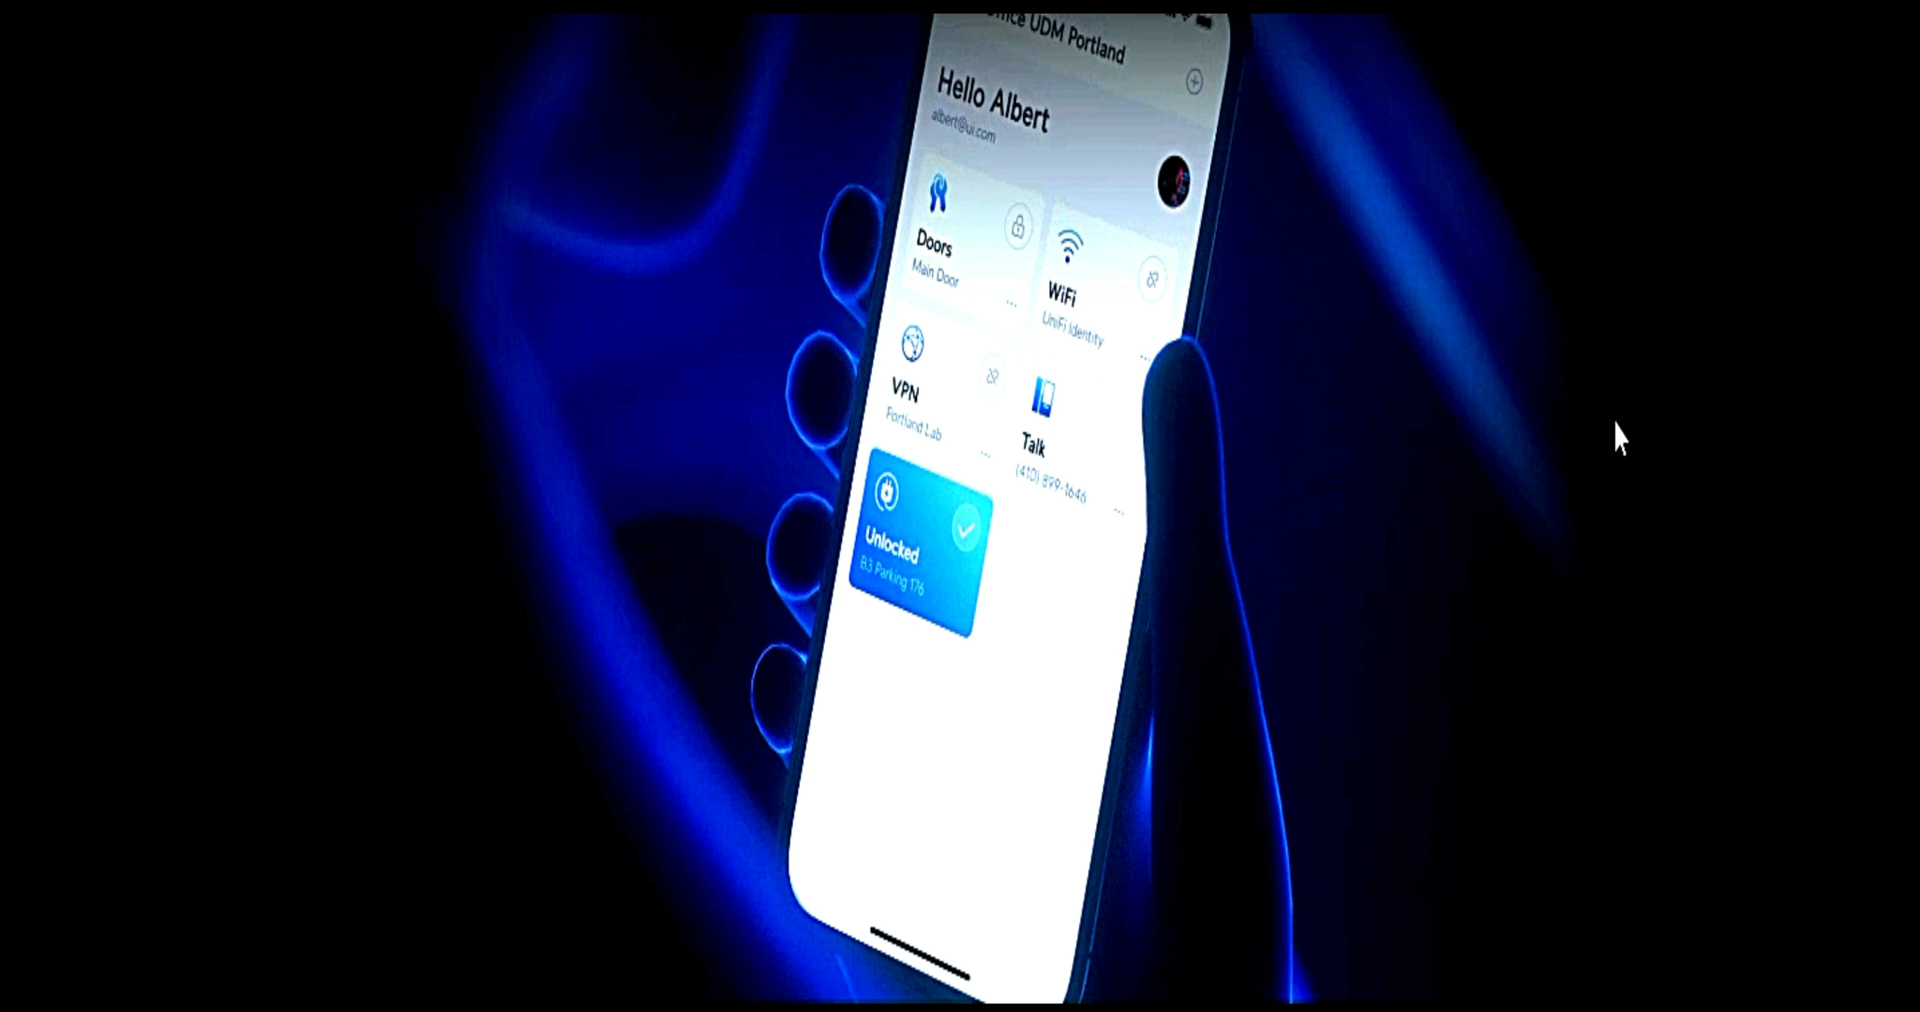 UDM Portland
Hello Albert
albert@ui.com
Doors
Main Door
WiFi
UniFi Identity
VPN
Portland Lab
Talk
(410) 899-1646
Unlocked
B3 Parking 176